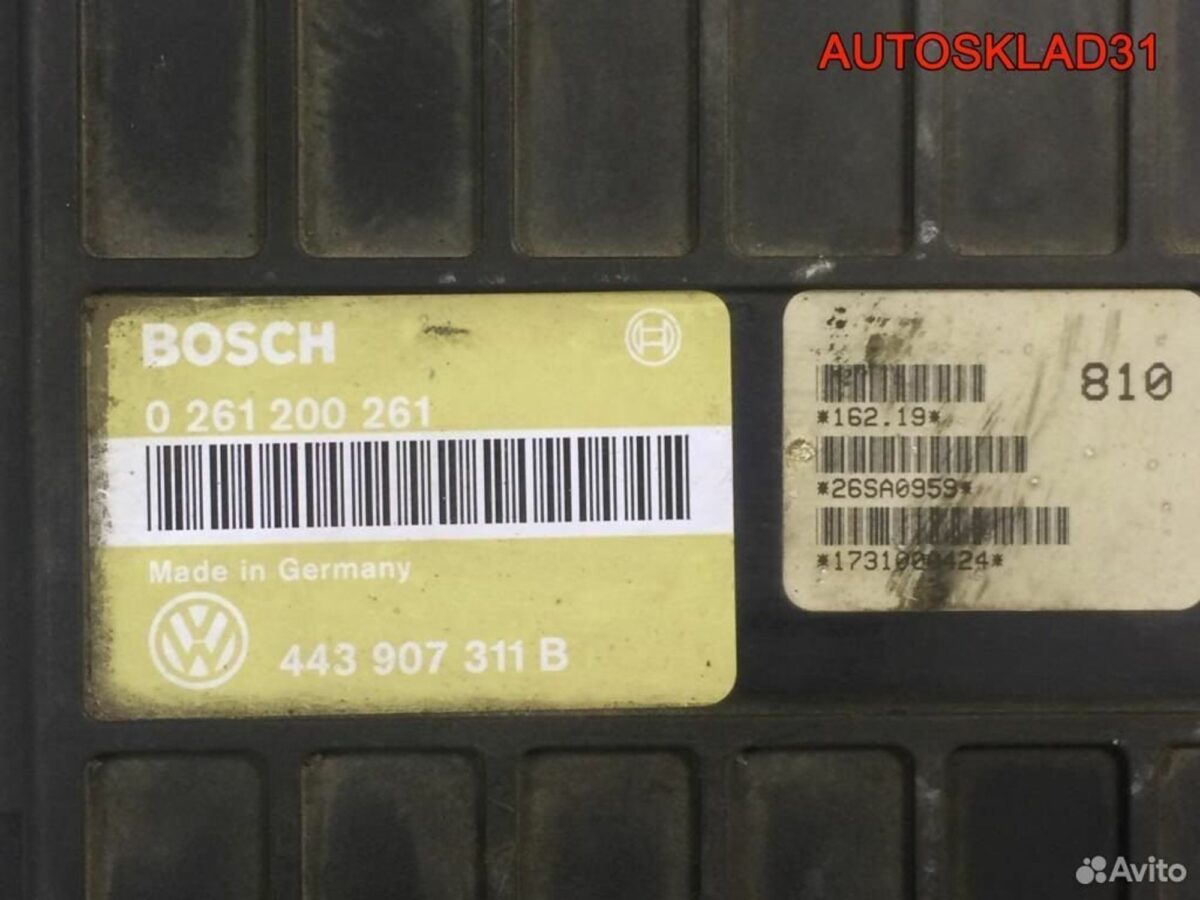 AUTOSKLAD31
BOSCH
0 261 200 261
Made in Germany
443 907 311 B
810
*162.19*
*26SA0959*
Avito